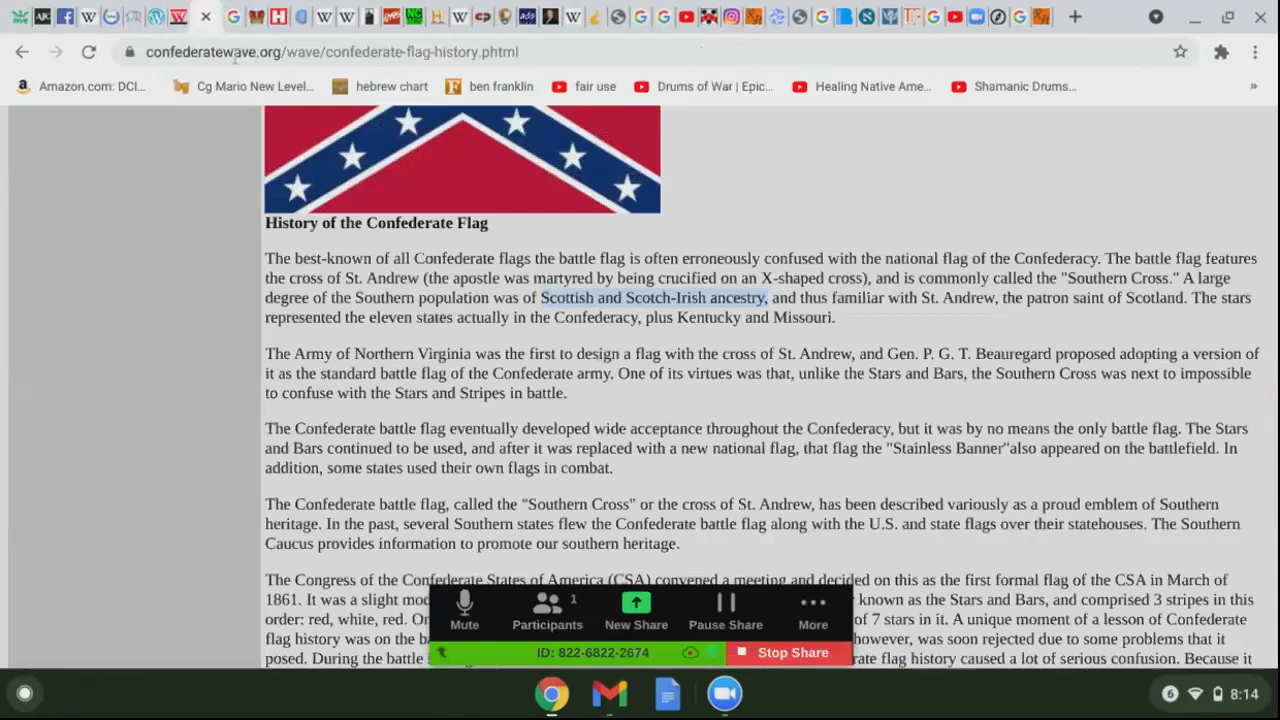 confederatewave.org/wave/confederate-flag-history.phtml
Amazon.com: DCI... Cg Mario New Level... hebrew chart ben franklin fair use Drums of War | Epic... Healing Native Ame... Shamanic Drums... »
History of the Confederate Flag
The best-known of all Confederate flags the battle flag is often erroneously confused with the national flag of the Confederacy. The battle flag features
the cross of St. Andrew (the apostle was martyred by being crucified on an X-shaped cross), and is commonly called the "Southern Cross." A large
degree of the Southern population was of Scottish and Scotch-Irish ancestry, and thus familiar with St. Andrew, the patron saint of Scotland. The stars
represented the eleven states actually in the Confederacy, plus Kentucky and Missouri.
The Army of Northern Virginia was the first to design a flag with the cross of St. Andrew, and Gen. P. G. T. Beauregard proposed adopting a version of
it as the standard battle flag of the Confederate army. One of its virtues was that, unlike the Stars and Bars, the Southern Cross was next to impossible
to confuse with the Stars and Stripes in battle.
The Confederate battle flag eventually developed wide acceptance throughout the Confederacy, but it was by no means the only battle flag. The Stars
and Bars continued to be used, and after it was replaced with a new national flag, that flag the "Stainless Banner"also appeared on the battlefield. In
addition, some states used their own flags in combat.
The Confederate battle flag, called the "Southern Cross" or the cross of St. Andrew, has been described variously as a proud emblem of Southern
heritage. In the past, several Southern states flew the Confederate battle flag along with the U.S. and state flags over their statehouses. The Southern
Caucus provides information to promote our southern heritage.
The Congress of the Confederate States of America (CSA) convened a meeting and decided on this as the first formal flag of the CSA in March of
1861. It was a slight mod known as the Stars and Bars, and comprised 3 stripes in this
order: red, white, red. On of 7 stars in it. A unique moment of a lesson of Confederate
flag history was on the b however, was soon rejected due to some problems that it
posed. During the battle rate flag history caused a lot of serious confusion. Because it
1
Mute Participants New Share Pause Share More
ID: 822-6822-2674 Stop Share
6 8:14